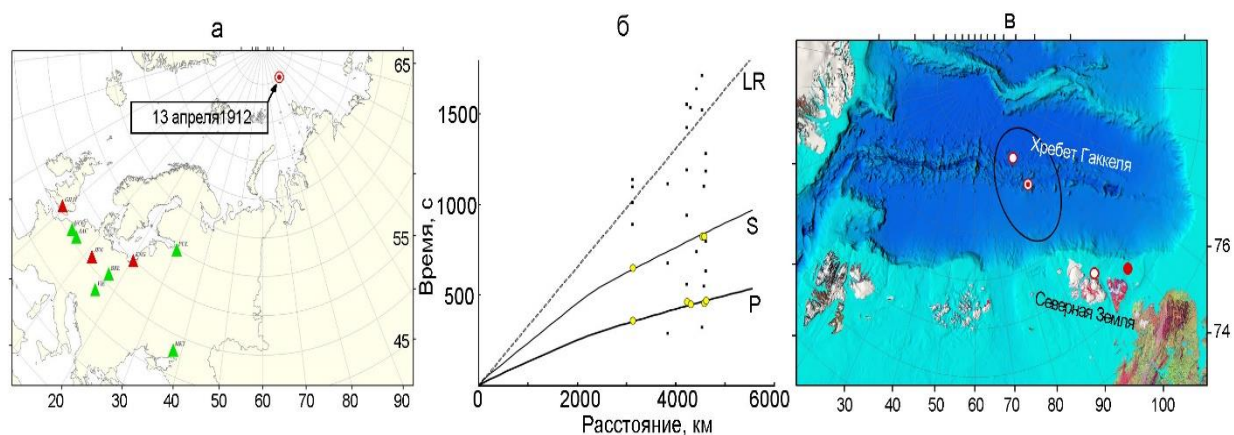 а
б
в
65
55
45
13 апреля1912
20
30
40
50
60
70
80
90
Время, с
1500
1000
500
LR
S
P
0
2000
4000
6000
Расстояние, км
Хребет Гаккеля
Северная Земля
76
74
30
40
50
60
70
80
90
100